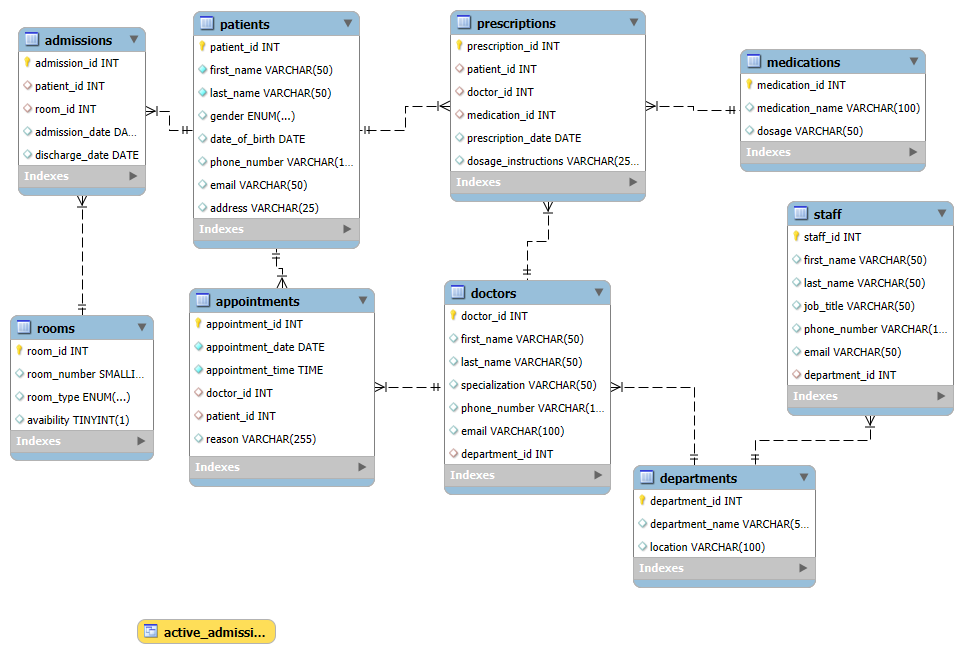 admissions
admission_id INT
patient_id INT
room_id INT
admission_date DA...
discharge_date DATE
Indexes
patients
patient_id INT
first_name VARCHAR(50)
last_name VARCHAR(50)
gender ENUM(...)
date_of_birth DATE
phone_number VARCHAR(1...
email VARCHAR(50)
address VARCHAR(25)
Indexes
prescriptions
prescription_id INT
patient_id INT
doctor_id INT
medication_id INT
prescription_date DATE
dosage_instructions VARCHAR(25...
Indexes
medications
medication_id INT
medication_name VARCHAR(100)
dosage VARCHAR(50)
Indexes
staff
staff_id INT
first_name VARCHAR(50)
last_name VARCHAR(50)
job_title VARCHAR(50)
phone_number VARCHAR(1...
email VARCHAR(50)
department_id INT
Indexes
rooms
room_id INT
room_number SMALLI...
room_type ENUM(...)
avaibility TINYINT(1)
Indexes
appointments
appointment_id INT
appointment_date DATE
appointment_time TIME
doctor_id INT
patient_id INT
reason VARCHAR(255)
Indexes
doctors
doctor_id INT
first_name VARCHAR(50)
last_name VARCHAR(50)
specialization VARCHAR(50)
phone_number VARCHAR(1...
email VARCHAR(100)
department_id INT
Indexes
departments
department_id INT
department_name VARCHAR(5...
location VARCHAR(100)
Indexes
active_admissi...